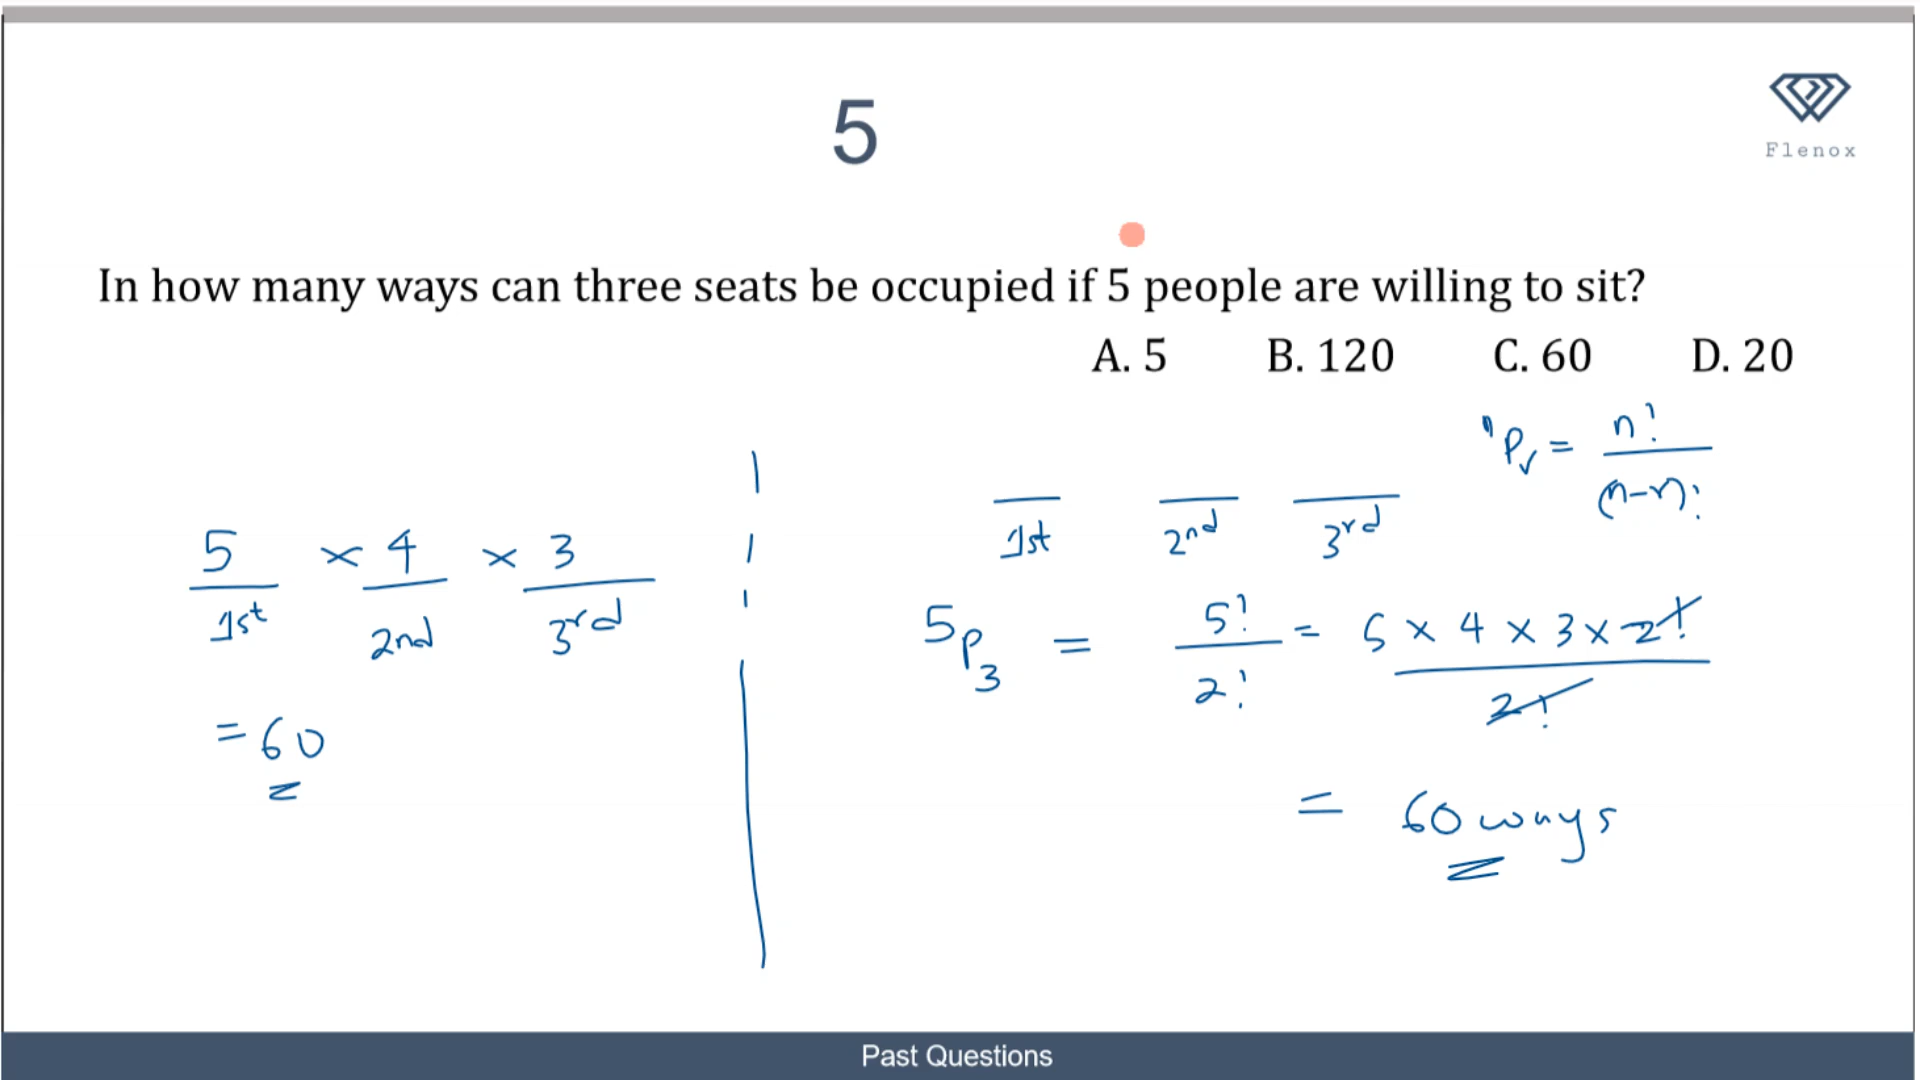 5
Flenox
In how many ways can three seats be occupied if 5 people are willing to sit?
A. 5 B. 120 C. 60 D. 20
nPr = n! / (n-r)!
5 × 4 × 3
1st 2nd 3rd
= 60
1st 2nd 3rd
5P3 = 5! / 2! = 5 × 4 × 3 × 2! / 2!
= 60 ways
Past Questions